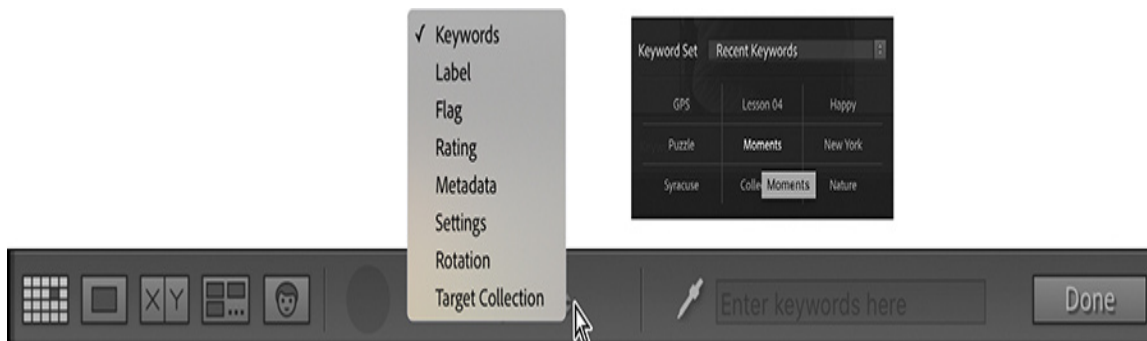 ✓ Keywords
Label
Flag
Rating
Metadata
Settings
Rotation
Target Collection
Keyword Set Recent Keywords
GPS Lesson 04 Happy
Puzzle Moments New York
Syracuse Moments Nature
X Y
Enter keywords here
Done